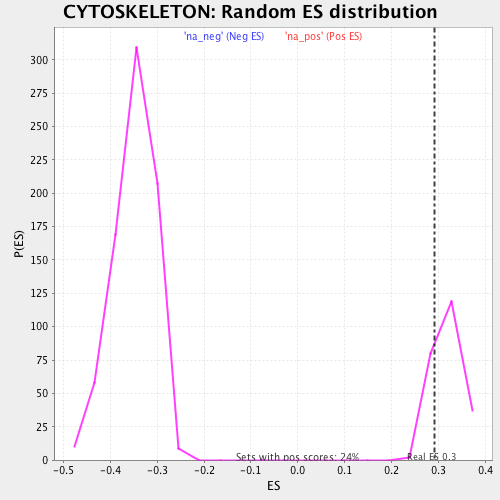 CYTOSKELETON: Random ES distribution
'na_neg' (Neg ES) 'na_pos' (Pos ES)
300
275
250
225
200
175
150
125
100
75
50
25
0
P(ES)
Sets with pos scores: 24%
Real ES 0.3
-0.5 -0.4 -0.3 -0.2 -0.1 0.0 0.1 0.2 0.3 0.4
ES